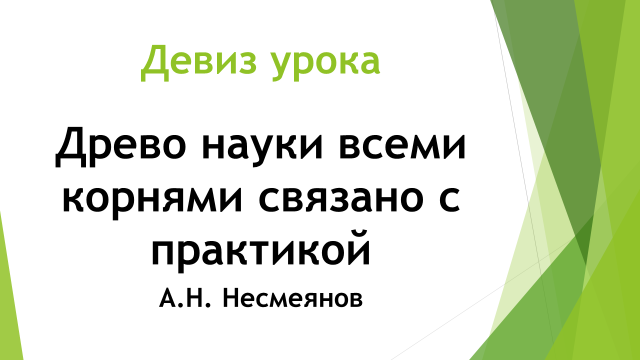 Девиз урока
Древо науки всеми
корнями связано с
практикой
А.Н. Несмеянов